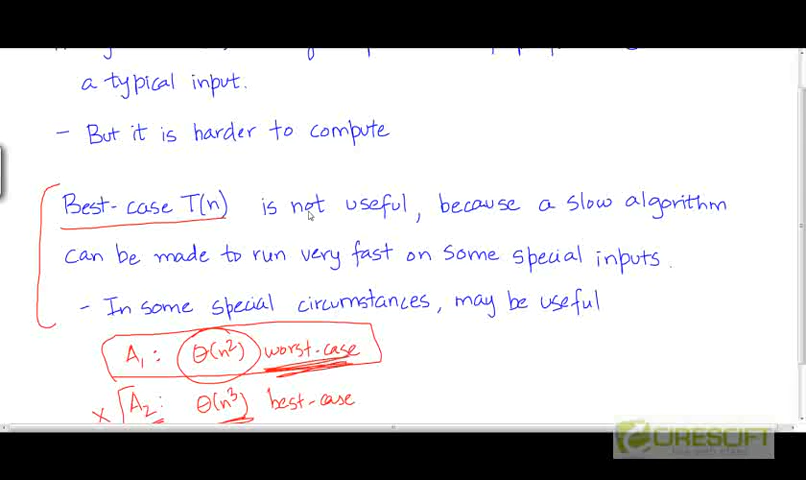 a typical input.
- But it is harder to compute
Best-case T(n) is not useful, because a slow algorithm
can be made to run very fast on some special inputs.
- In some special circumstances, may be useful
A₁: Θ(n²) worst-case
x A₂: Θ(n³) best-case
CIRESCIFT